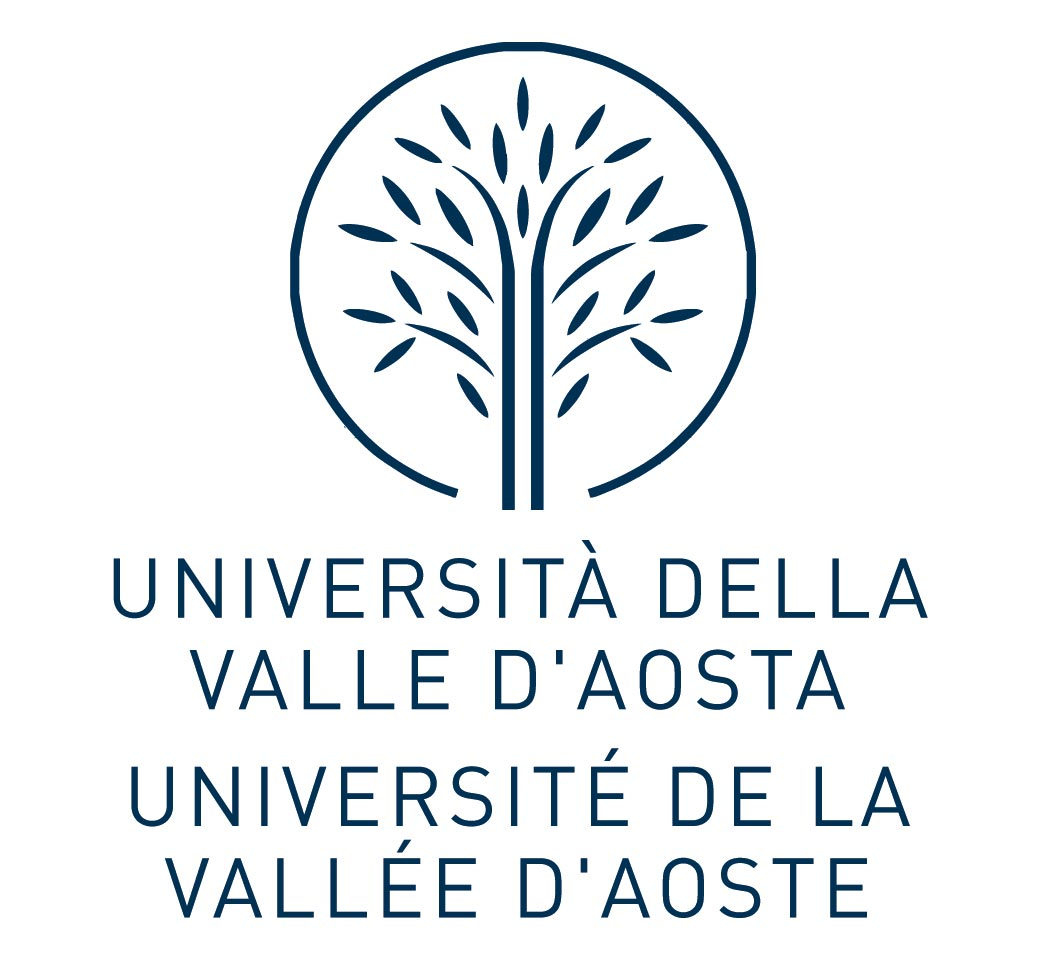 UNIVERSITÀ DELLA
VALLE D'AOSTA
UNIVERSITÉ DE LA
VALLÉE D'AOSTE